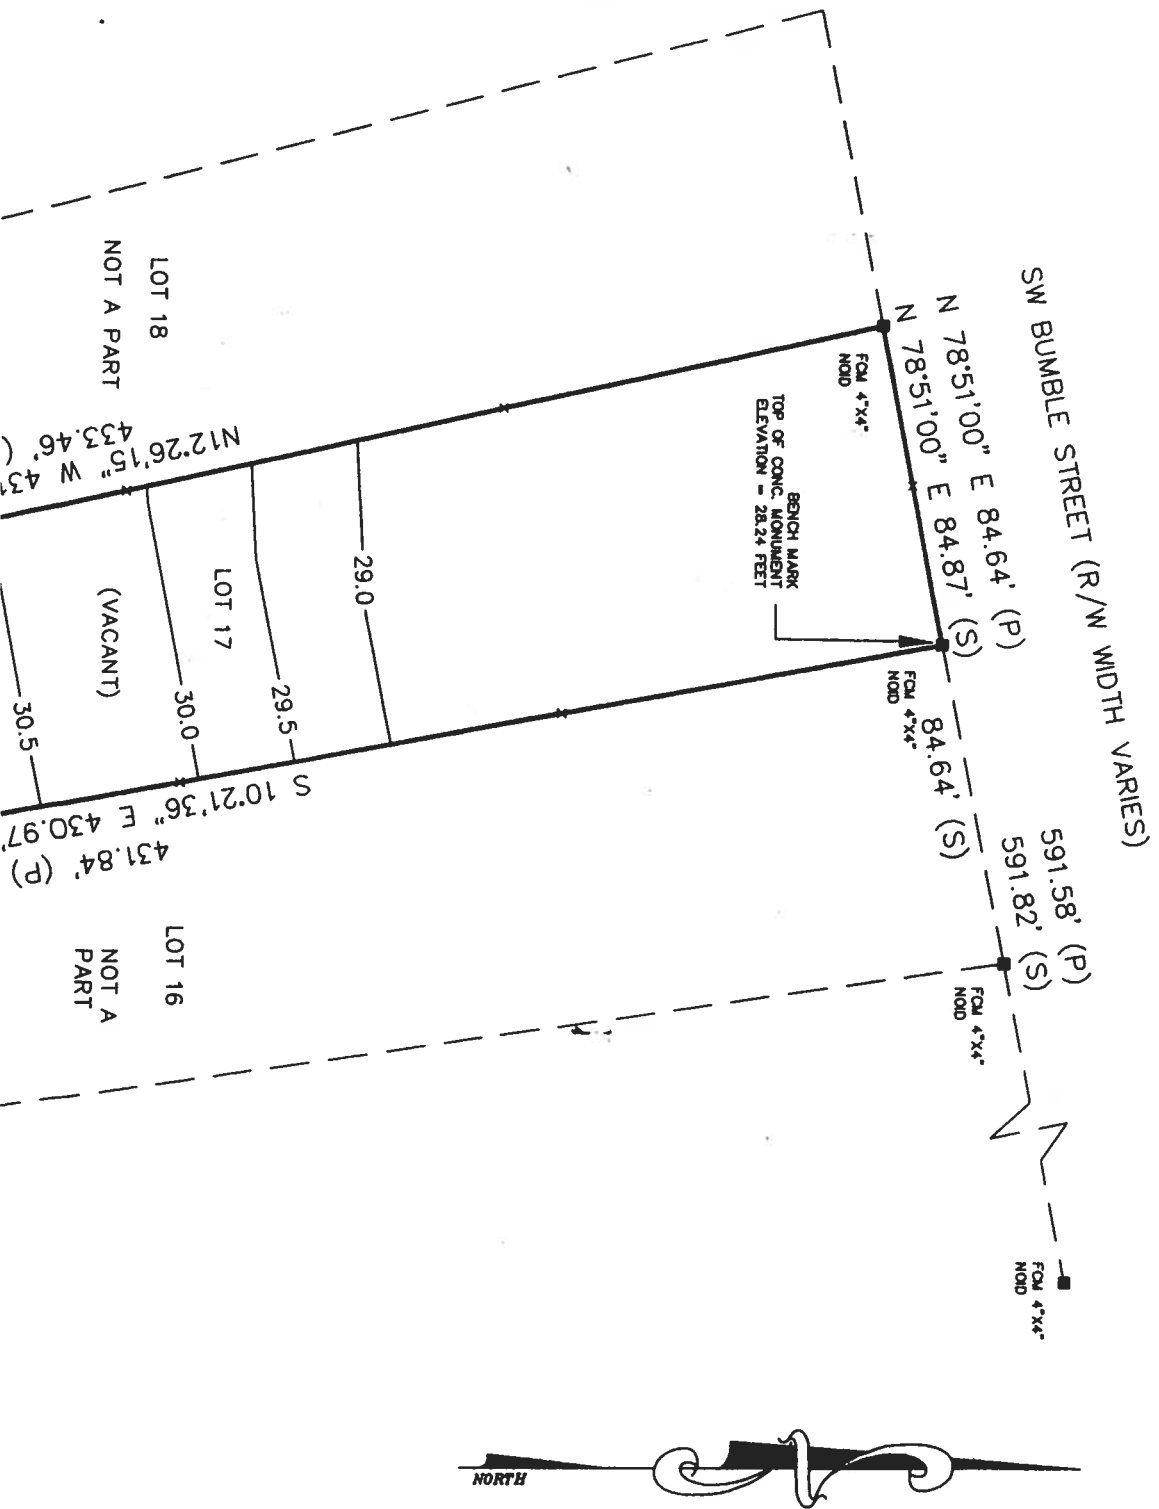 SW BUMBLE STREET (R/W WIDTH VARIES)
N 78°51'00" E 84.64' (P)
N 78°51'00" E 84.87' (S)
591.58' (P)
591.82' (S)
84.64' (S)
FCM 4"X4"
NOID
FCM 4"X4"
NOID
FCM 4"X4"
NOID
FCM 4"X4"
NOID
BENCH MARK
TOP OF CONC. MONUMENT
ELEVATION = 28.24 FEET
29.0
29.5
30.0
30.5
LOT 17
(VACANT)
LOT 18
NOT A PART
LOT 16
NOT A
PART
N12°26'15" W 431
433.46' (
S 10°21'36" E 430.97'
431.84' (P)
NORTH